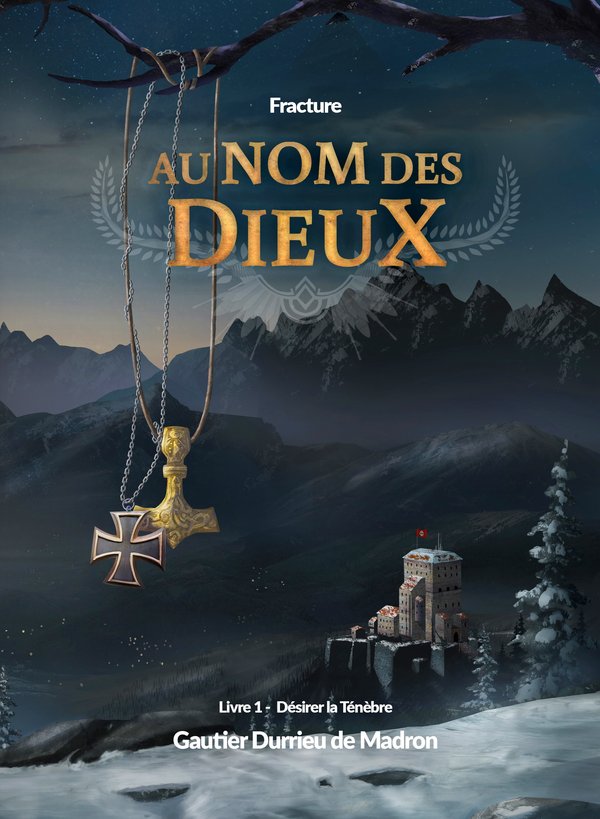 Fracture
AU NOM DES
DIEUX
Livre 1 - Désirer la Ténèbre
Gautier Durrieu de Madron